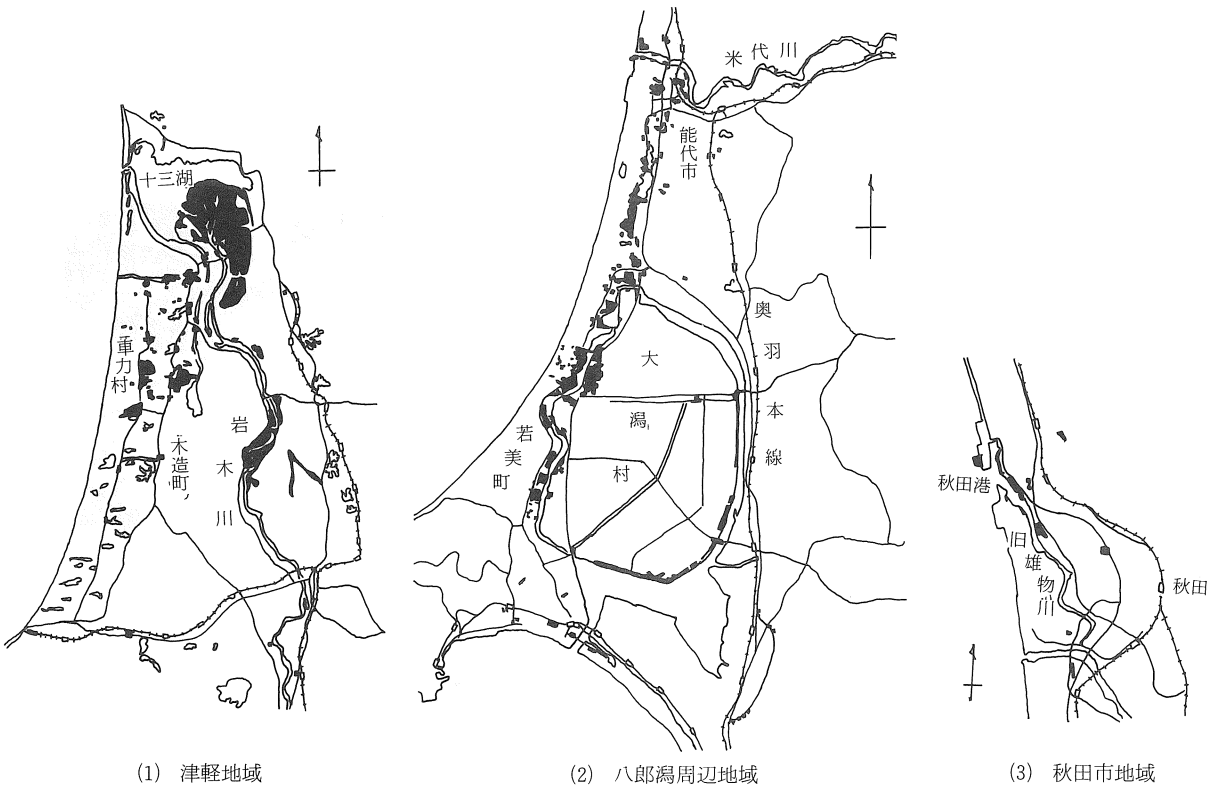 十三湖
車力村
木造町
岩木川
(1) 津軽地域
米代川
能代市
奥羽本線
大潟村
若美町
(2) 八郎潟周辺地域
秋田港
旧雄物川
秋田
(3) 秋田市地域